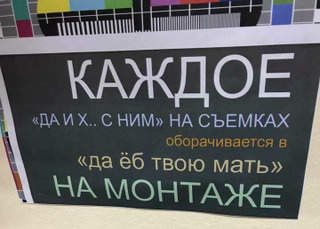 КАЖДОЕ
«ДА И Х.. С НИМ» НА СЪЕМКАХ
оборачивается в
«да ёб твою мать»
НА МОНТАЖЕ